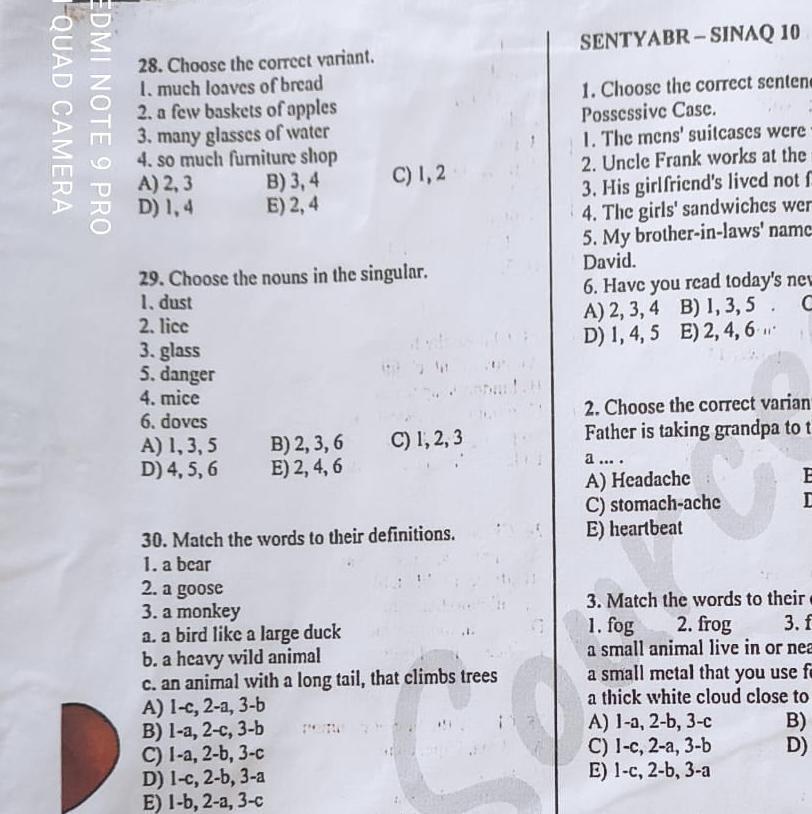 28. Choose the correct variant.
1. much loaves of bread
2. a few baskets of apples
3. many glasses of water
4. so much furniture shop
A) 2, 3 B) 3, 4 C) 1, 2
D) 1, 4 E) 2, 4
29. Choose the nouns in the singular.
1. dust
2. lice
3. glass
5. danger
4. mice
6. doves
A) 1, 3, 5 B) 2, 3, 6 C) 1, 2, 3
D) 4, 5, 6 E) 2, 4, 6
30. Match the words to their definitions.
1. a bear
2. a goose
3. a monkey
a. a bird like a large duck
b. a heavy wild animal
c. an animal with a long tail, that climbs trees
A) 1-c, 2-a, 3-b
B) 1-a, 2-c, 3-b
C) 1-a, 2-b, 3-c
D) 1-c, 2-b, 3-a
E) 1-b, 2-a, 3-c
SENTYABR – SINAQ 10
1. Choose the correct
Possessive Case.
1. The mens' suitcases were
2. Uncle Frank works at the
3. His girlfriend's lived not
4. The girls' sandwiches
5. My brother-in-laws'
David.
6. Have you read today's
A) 2, 3, 4 B) 1, 3, 5
D) 1, 4, 5 E) 2, 4, 6
2. Choose the correct
Father is taking grandpa to
a ... .
A) Headache
C) stomach-ache
E) heartbeat
3. Match the words to their
1. fog 2. frog 3.
a small animal live in or
a small metal that you use
a thick white cloud close to
A) 1-a, 2-b, 3-c B)
C) 1-c, 2-a, 3-b D)
E) 1-c, 2-b, 3-a
Source
EDMI NOTE 9 PRO
QUAD CAMERA